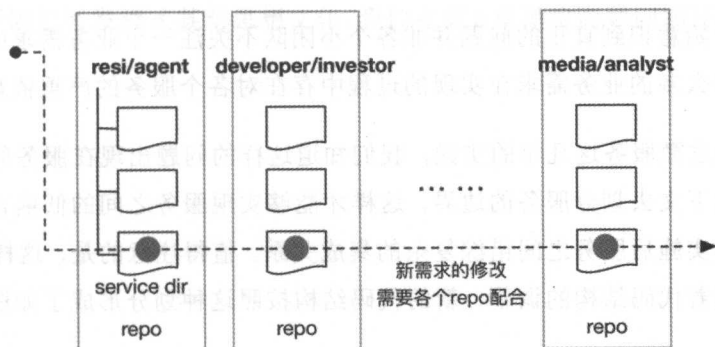 resi/agent
developer/investor
media/analyst
……
service dir
新需求的修改
需要各个repo配合
repo
repo
repo